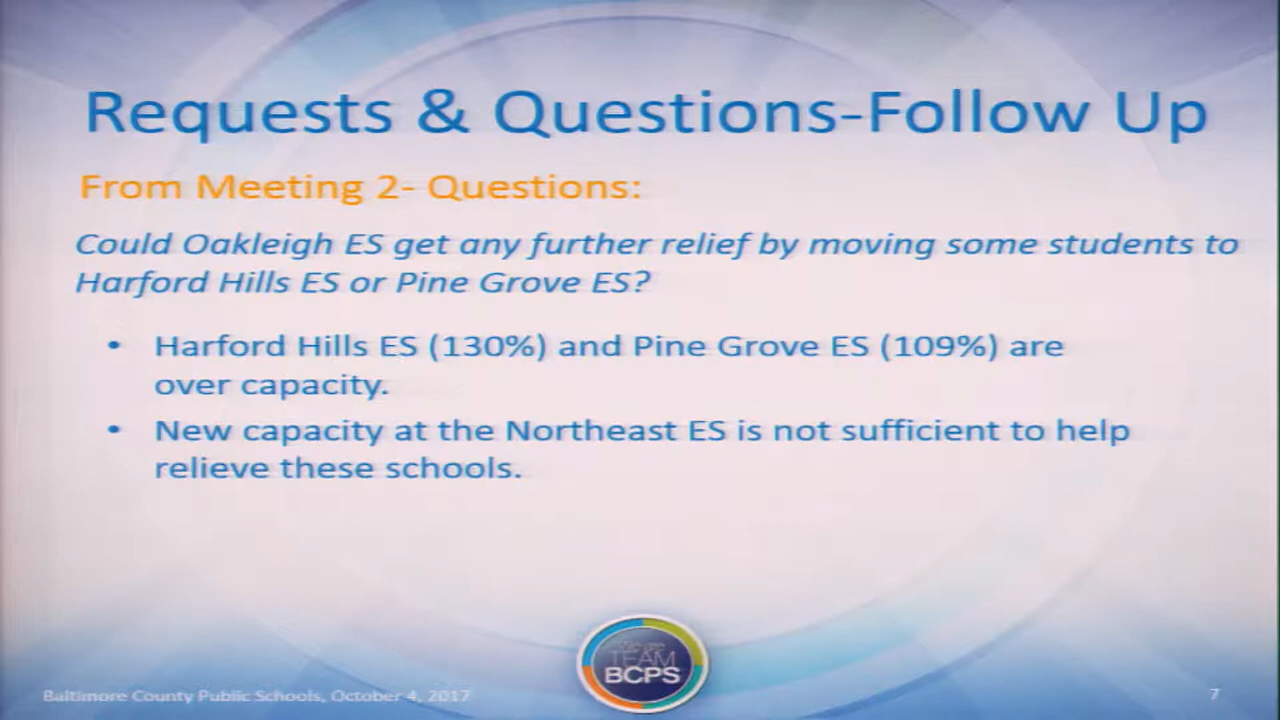 Requests & Questions-Follow Up
From Meeting 2- Questions:
Could Oakleigh ES get any further relief by moving some students to
Harford Hills ES or Pine Grove ES?
• Harford Hills ES (130%) and Pine Grove ES (109%) are
over capacity.
• New capacity at the Northeast ES is not sufficient to help
relieve these schools.
TEAM
BCPS
Baltimore County Public Schools, October 4, 2017
7